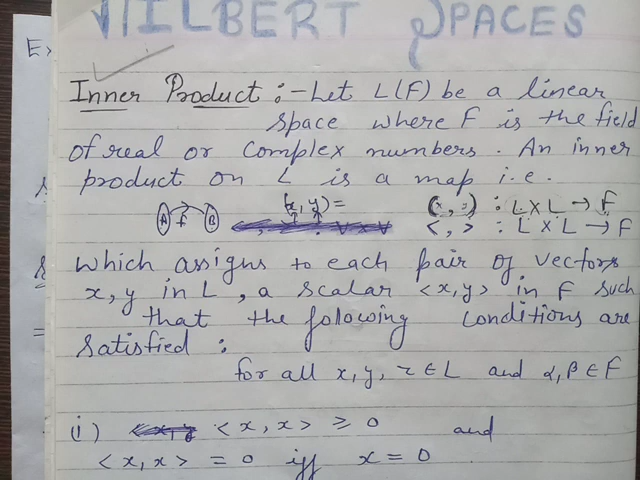 HILBERT SPACES
Ex
Inner Product :- Let L(F) be a linear
space where F is the field
of real or complex numbers. An inner
product on L is a map i.e.
(x, y) = (x, y) : L X L → F
A F B < , > : L X L → F
which assigns to each pair of vectors
x, y in L, a scalar <x,y> in F such
that the folowing conditions are
satisfied :
for all x, y, z ∈ L and α, β ∈ F
(i) < x, x > ≥ 0 and
< x, x > = 0 iff x = 0